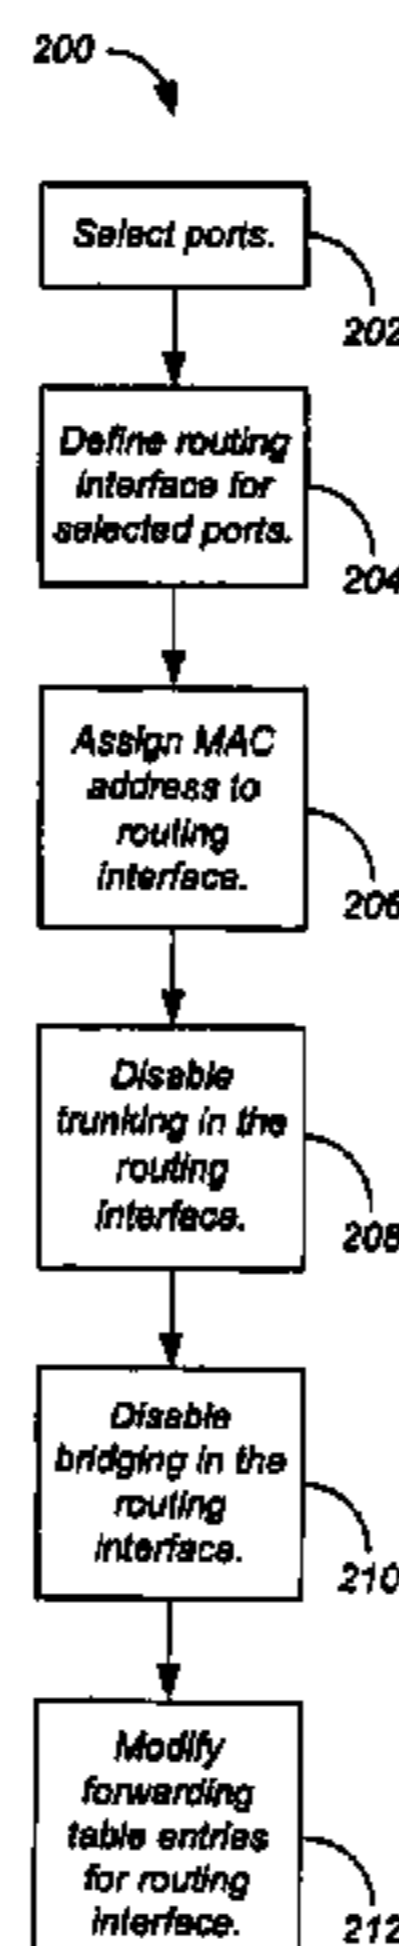 200
Select ports.
202
Define routing
interface for
selected ports.
204
Assign MAC
address to
routing
interface.
206
Disable
trunking in the
routing
interface.
208
Disable
bridging in the
routing
interface.
210
Modify
forwarding
table entries
for routing
interface.
212